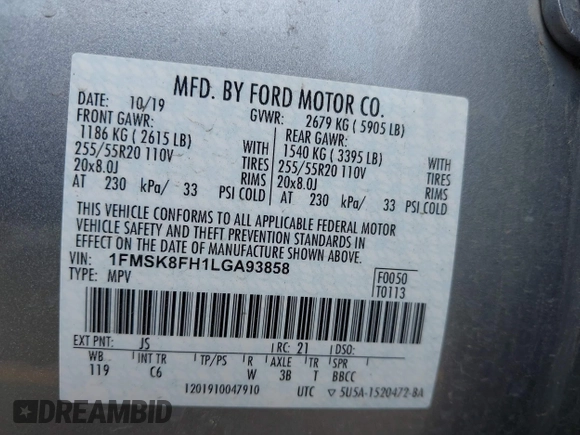 MFD. BY FORD MOTOR CO.
DATE: 10/19 GVWR: 2679 KG ( 5905 LB)
FRONT GAWR: REAR GAWR:
1186 KG ( 2615 LB) WITH 1540 KG ( 3395 LB) WITH
255/55R20 110V TIRES 255/55R20 110V TIRES
20x8.0J RIMS 20x8.0J RIMS
AT 230 kPa/ 33 PSI COLD AT 230 kPa/ 33 PSI COLD
THIS VEHICLE CONFORMS TO ALL APPLICABLE FEDERAL MOTOR
VEHICLE SAFETY AND THEFT PREVENTION STANDARDS IN
EFFECT ON THE DATE OF MANUFACTURE SHOWN ABOVE.
VIN: 1FMSK8FH1LGA93858
TYPE: MPV
F0050
T0113
EXT PNT: JS RC: 21 DSO:
WB INT TR TP/PS R AXLE TR SPR
119 C6 W 3B T BBCC
1201910047910 UTC ▽ 5U5A-1520472-BA
DREAMBID